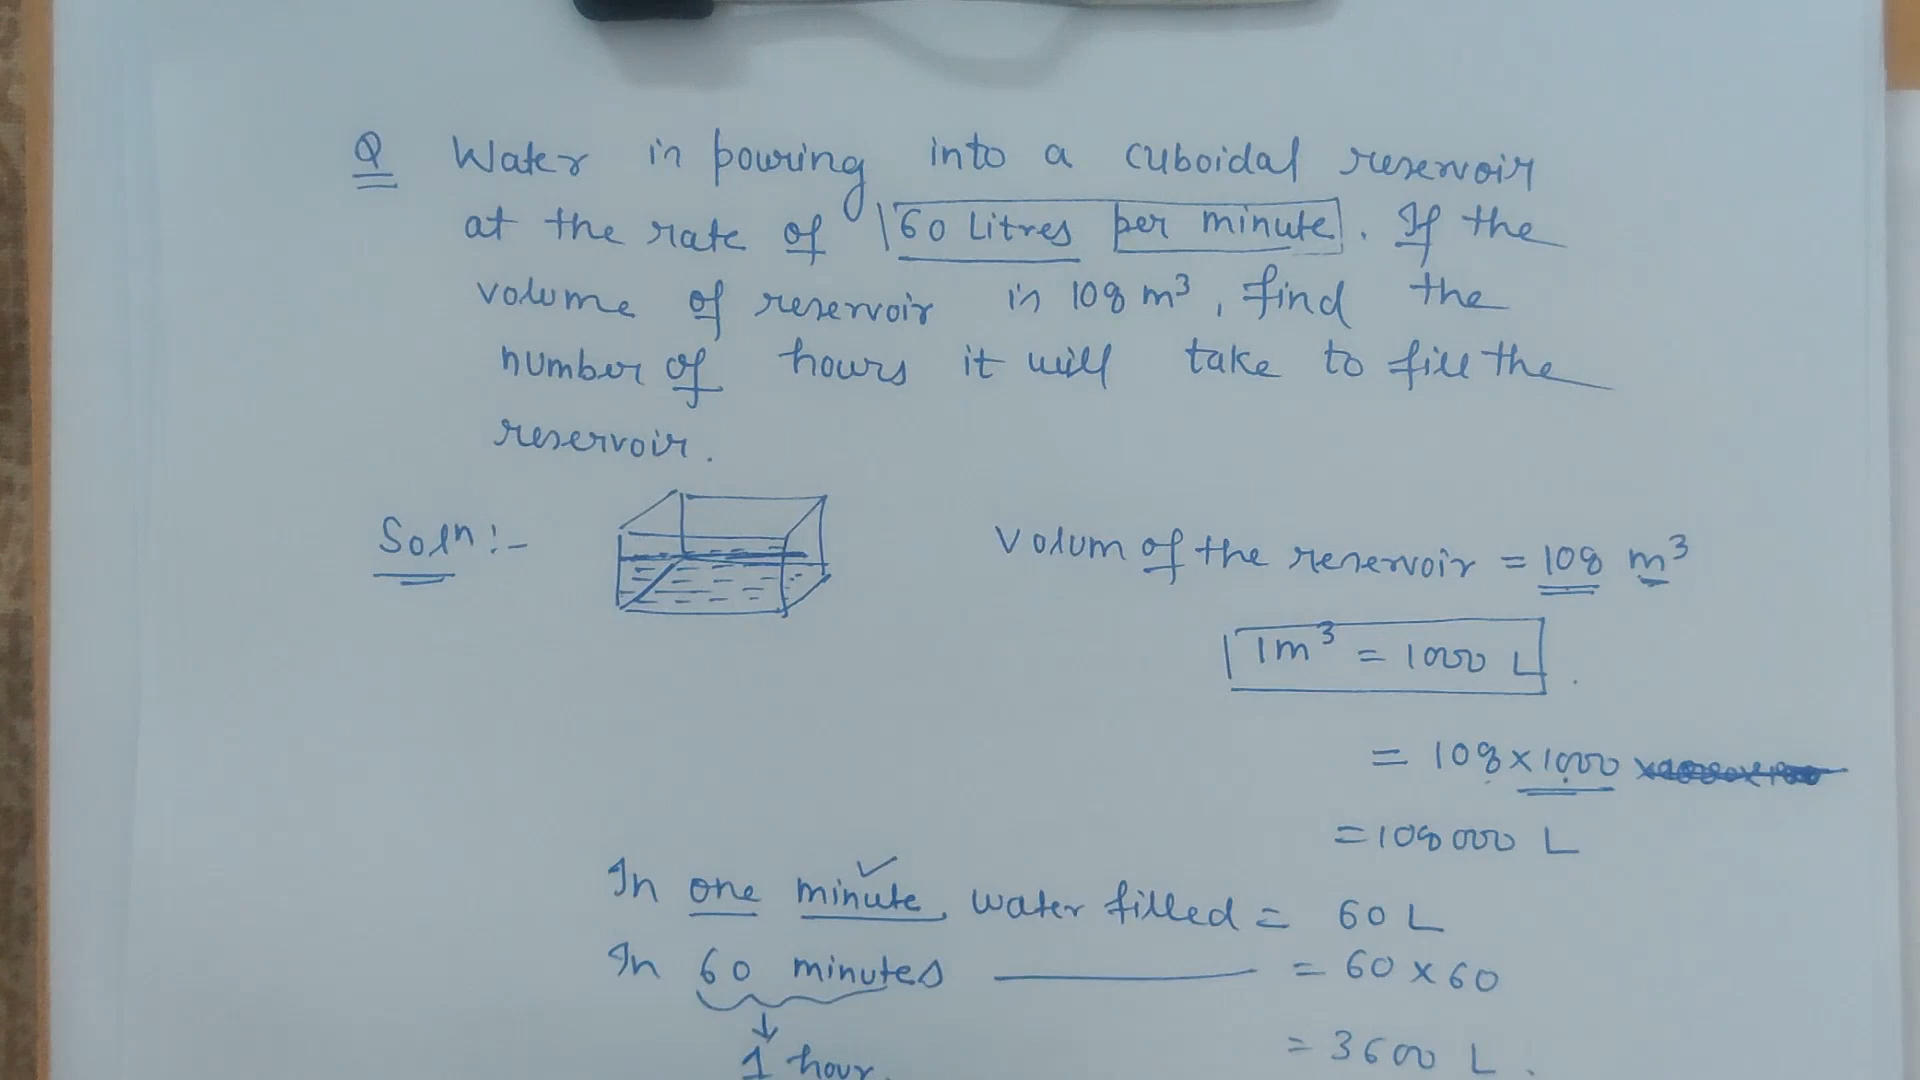 Q Water is pouring into a cuboidal reservoir
at the rate of 60 Litres per minute. If the
volume of reservoir is 108 m³, find the
number of hours it will take to fill the
reservoir.
Soln:-
Volum of the reservoir = 108 m³
1m³ = 1000 L.
= 108 x 1000
= 108000 L
In one minute, water filled = 60 L
In 60 minutes ——— = 60 x 60
1 hour.
= 3600 L.